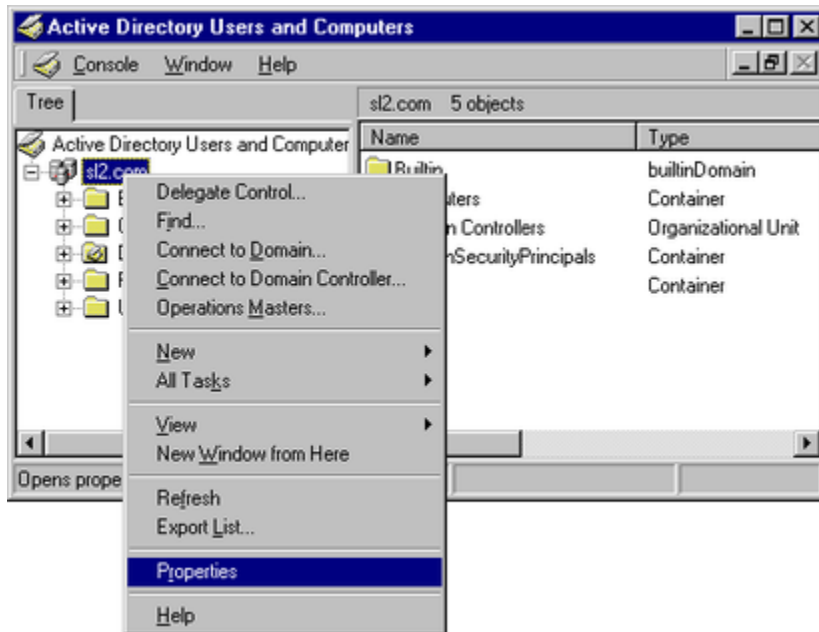 Active Directory Users and Computers
Console Window Help
Tree
sl2.com 5 objects
Active Directory Users and Computer
Name Type
sl2.com
Builtin builtinDomain
Container
Controllers Organizational Unit
SecurityPrincipals Container
Container
Delegate Control...
Find...
Connect to Domain...
Connect to Domain Controller...
Operations Masters...
New
All Tasks
View
New Window from Here
Refresh
Export List...
Properties
Help
Opens prope